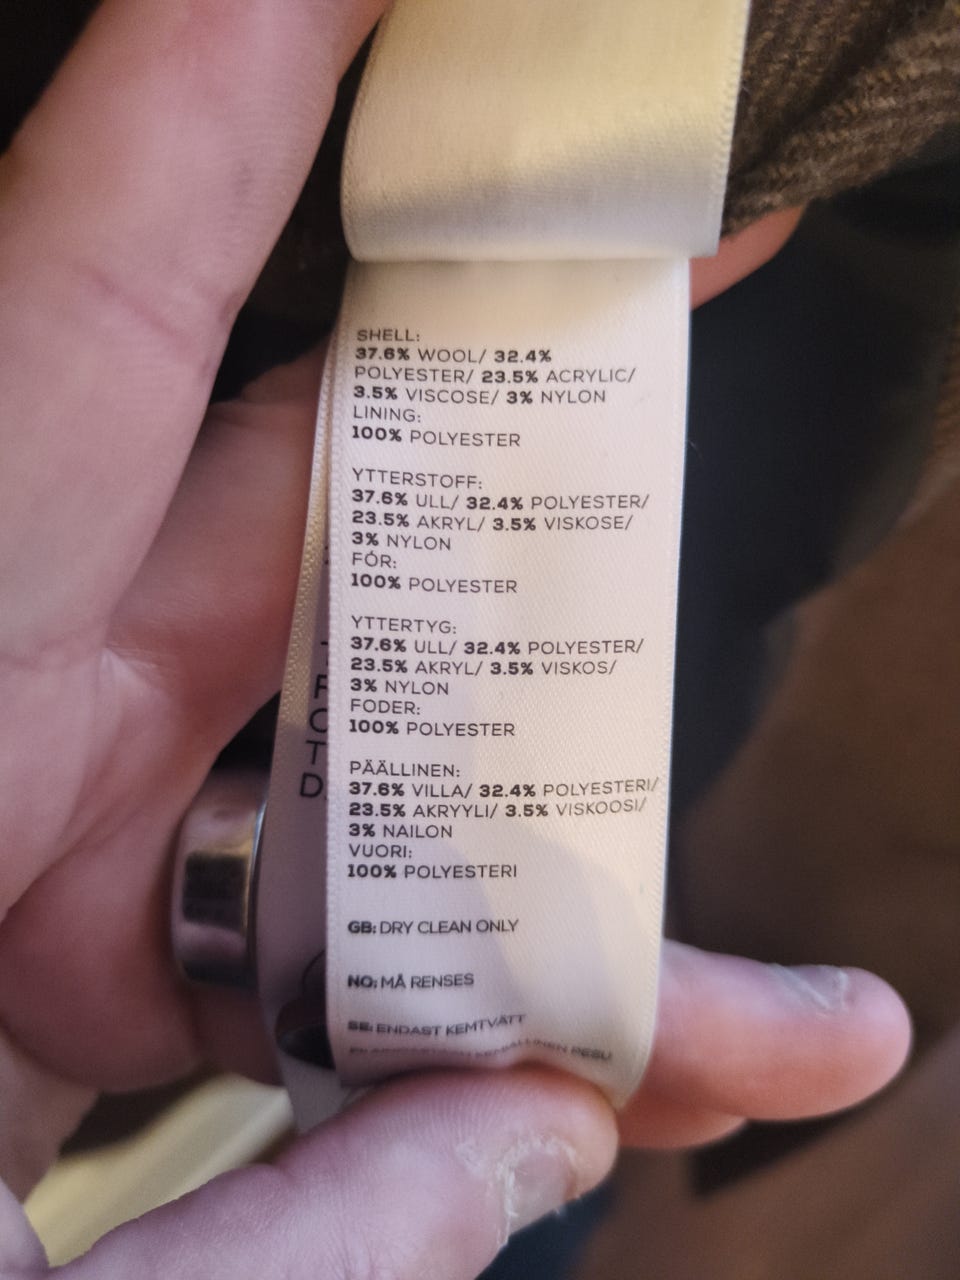 SHELL:
37.6% WOOL/ 32.4%
POLYESTER/ 23.5% ACRYLIC/
3.5% VISCOSE/ 3% NYLON
LINING:
100% POLYESTER
YTTERSTOFF:
37.6% ULL/ 32.4% POLYESTER/
23.5% AKRYL/ 3.5% VISKOSE/
3% NYLON
FÓR:
100% POLYESTER
YTTERTYG:
37.6% ULL/ 32.4% POLYESTER/
23.5% AKRYL/ 3.5% VISKOS/
3% NYLON
FODER:
100% POLYESTER
PÄÄLLINEN:
37.6% VILLA/ 32.4% POLYESTERI/
23.5% AKRYYLI/ 3.5% VISKOOSI/
3% NAILON
VUORI:
100% POLYESTERI
GB: DRY CLEAN ONLY
NO: MÅ RENSES
SE: ENDAST KEMTVÄTT
KEMIALLINEN PESU